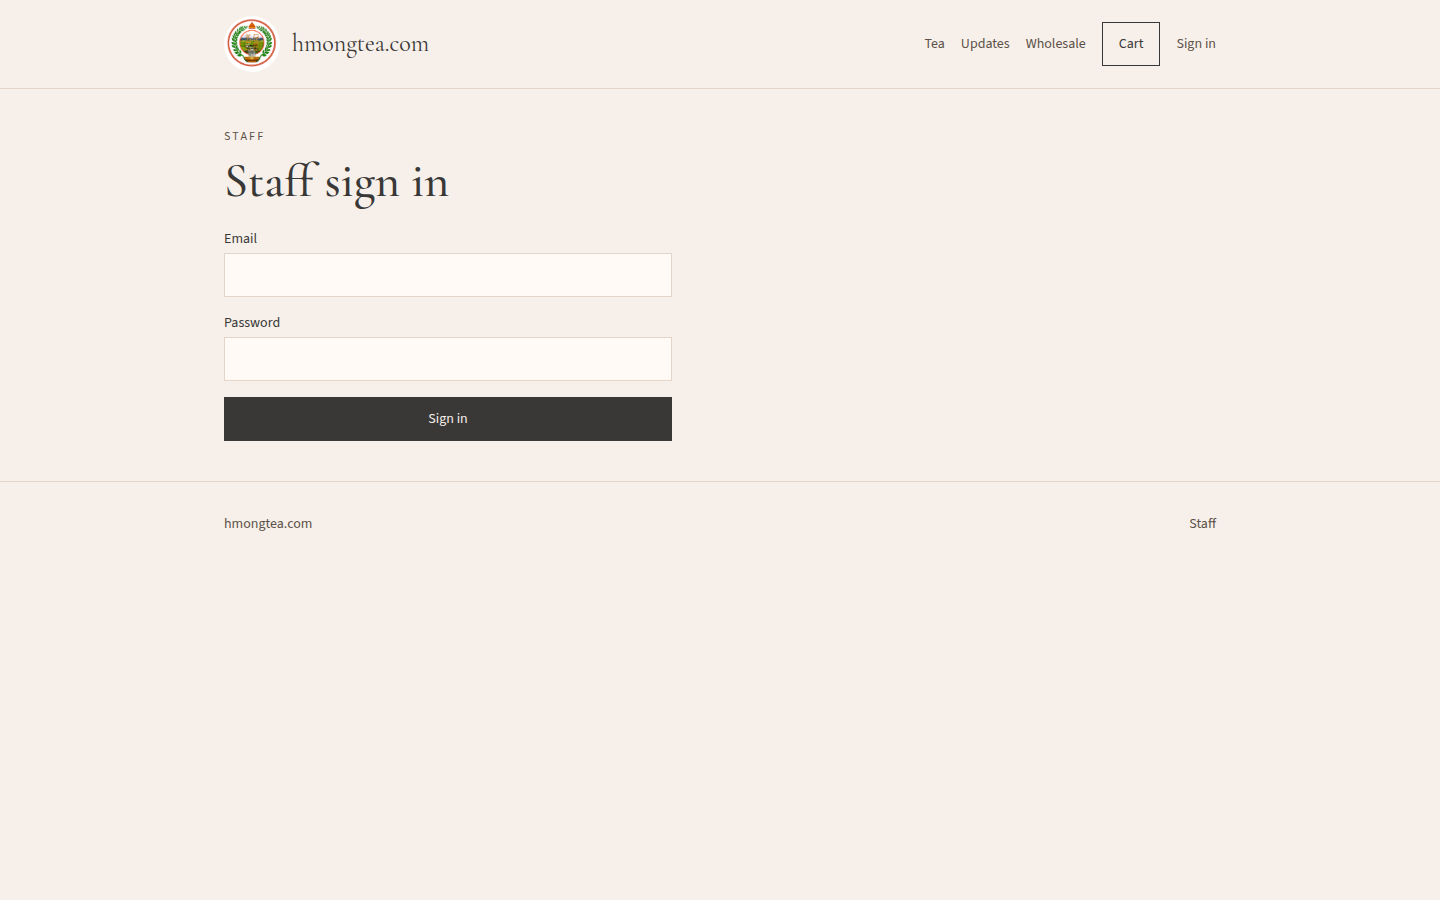 hmongtea.com
Tea Updates Wholesale Cart Sign in
STAFF
Staff sign in
Email
Password
Sign in
hmongtea.com
Staff